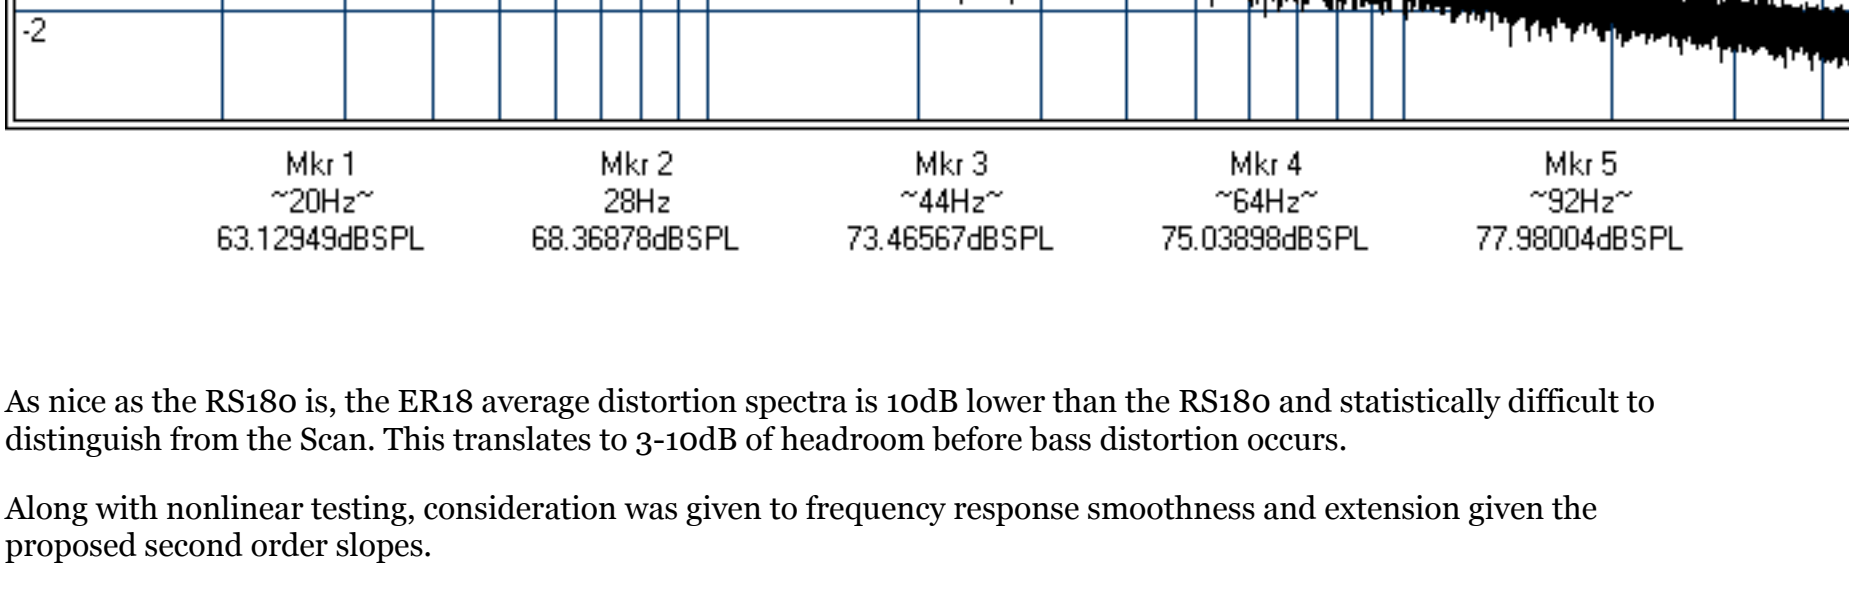 -2
Mkr 1 Mkr 2 Mkr 3 Mkr 4 Mkr 5
~20Hz~ 28Hz ~44Hz~ ~64Hz~ ~92Hz~
63.12949dBSPL 68.36878dBSPL 73.46567dBSPL 75.03898dBSPL 77.98004dBSPL
As nice as the RS180 is, the ER18 average distortion spectra is 10dB lower than the RS180 and statistically difficult to
distinguish from the Scan. This translates to 3-10dB of headroom before bass distortion occurs.
Along with nonlinear testing, consideration was given to frequency response smoothness and extension given the
proposed second order slopes.